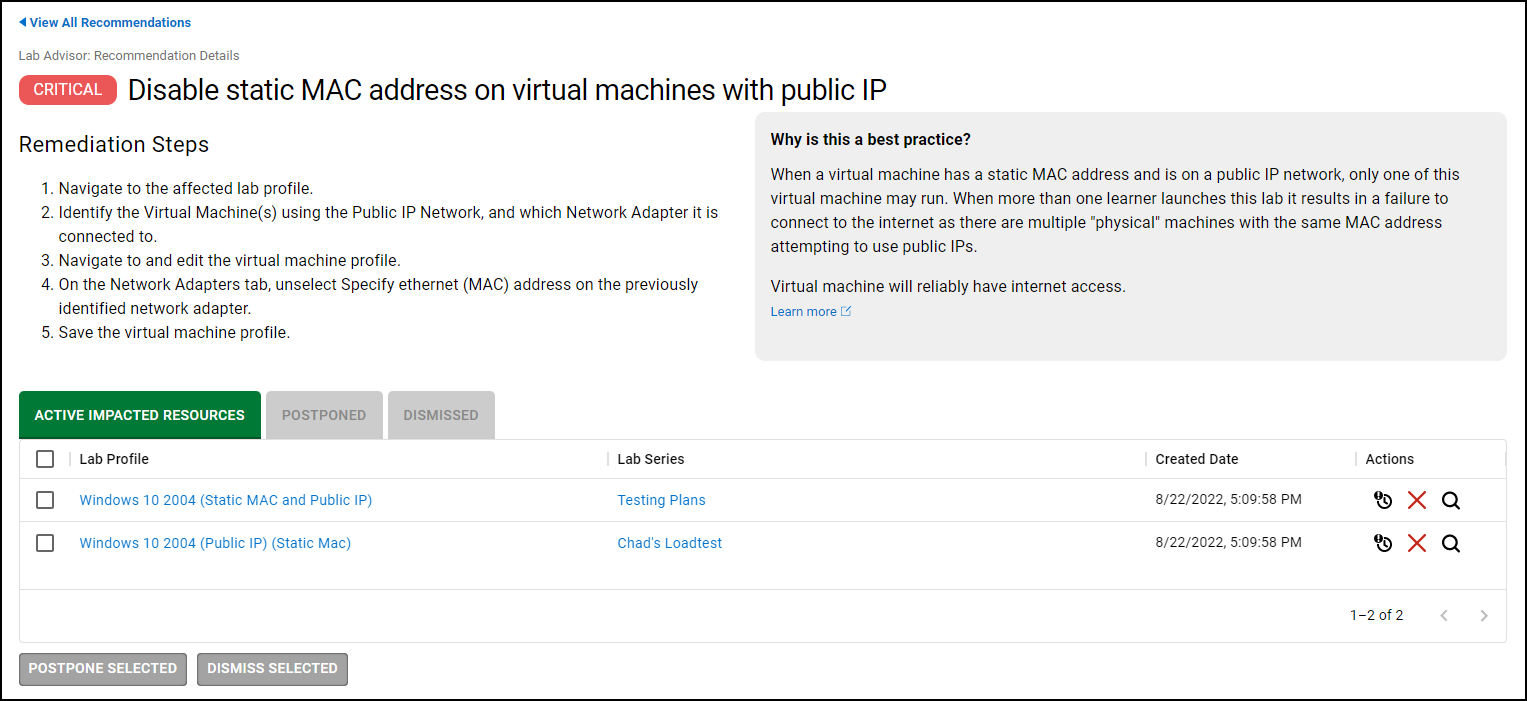 View All Recommendations
Lab Advisor: Recommendation Details
CRITICAL Disable static MAC address on virtual machines with public IP
Remediation Steps
1. Navigate to the affected lab profile.
2. Identify the Virtual Machine(s) using the Public IP Network, and which Network Adapter it is
connected to.
3. Navigate to and edit the virtual machine profile.
4. On the Network Adapters tab, unselect Specify ethernet (MAC) address on the previously
identified network adapter.
5. Save the virtual machine profile.
Why is this a best practice?
When a virtual machine has a static MAC address and is on a public IP network, only one of this
virtual machine may run. When more than one learner launches this lab it results in a failure to
connect to the internet as there are multiple "physical" machines with the same MAC address
attempting to use public IPs.
Virtual machine will reliably have internet access.
Learn more
ACTIVE IMPACTED RESOURCES POSTPONED DISMISSED
Lab Profile Lab Series Created Date Actions
Windows 10 2004 (Static MAC and Public IP) Testing Plans 8/22/2022, 5:09:58 PM
Windows 10 2004 (Public IP) (Static Mac) Chad's Loadtest 8/22/2022, 5:09:58 PM
1–2 of 2
POSTPONE SELECTED DISMISS SELECTED